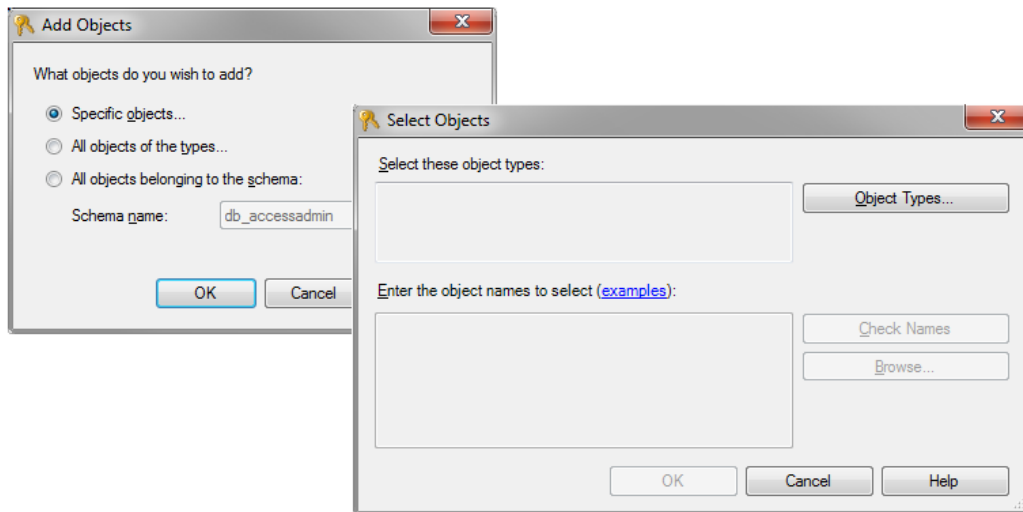 Add Objects
What objects do you wish to add?
Specific objects...
All objects of the types...
All objects belonging to the schema:
Schema name: db_accessadmin
OK Cancel
Select Objects
Select these object types:
Object Types...
Enter the object names to select (examples):
Check Names
Browse...
OK Cancel Help